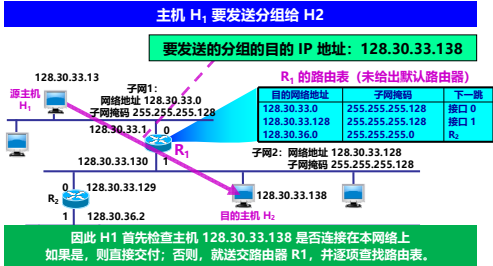 主机 H1 要发送分组给 H2
要发送的分组的目的 IP 地址：128.30.33.138
128.30.33.13
源主机
H1
子网1：
网络地址 128.30.33.0
子网掩码 255.255.255.128
R1 的路由表（未给出默认路由器）
目的网络地址 子网掩码 下一跳
128.30.33.0 255.255.255.128 接口 0
128.30.33.128 255.255.255.128 接口 1
128.30.36.0 255.255.255.0 R2
128.30.33.1 0
R1
128.30.33.130 1
子网2：网络地址 128.30.33.128
子网掩码 255.255.255.128
0 128.30.33.129
R2
128.30.33.138
1 128.30.36.2
目的主机 H2
因此 H1 首先检查主机 128.30.33.138 是否连接在本网络上
如果是，则直接交付；否则，就送交路由器 R1，并逐项查找路由表。